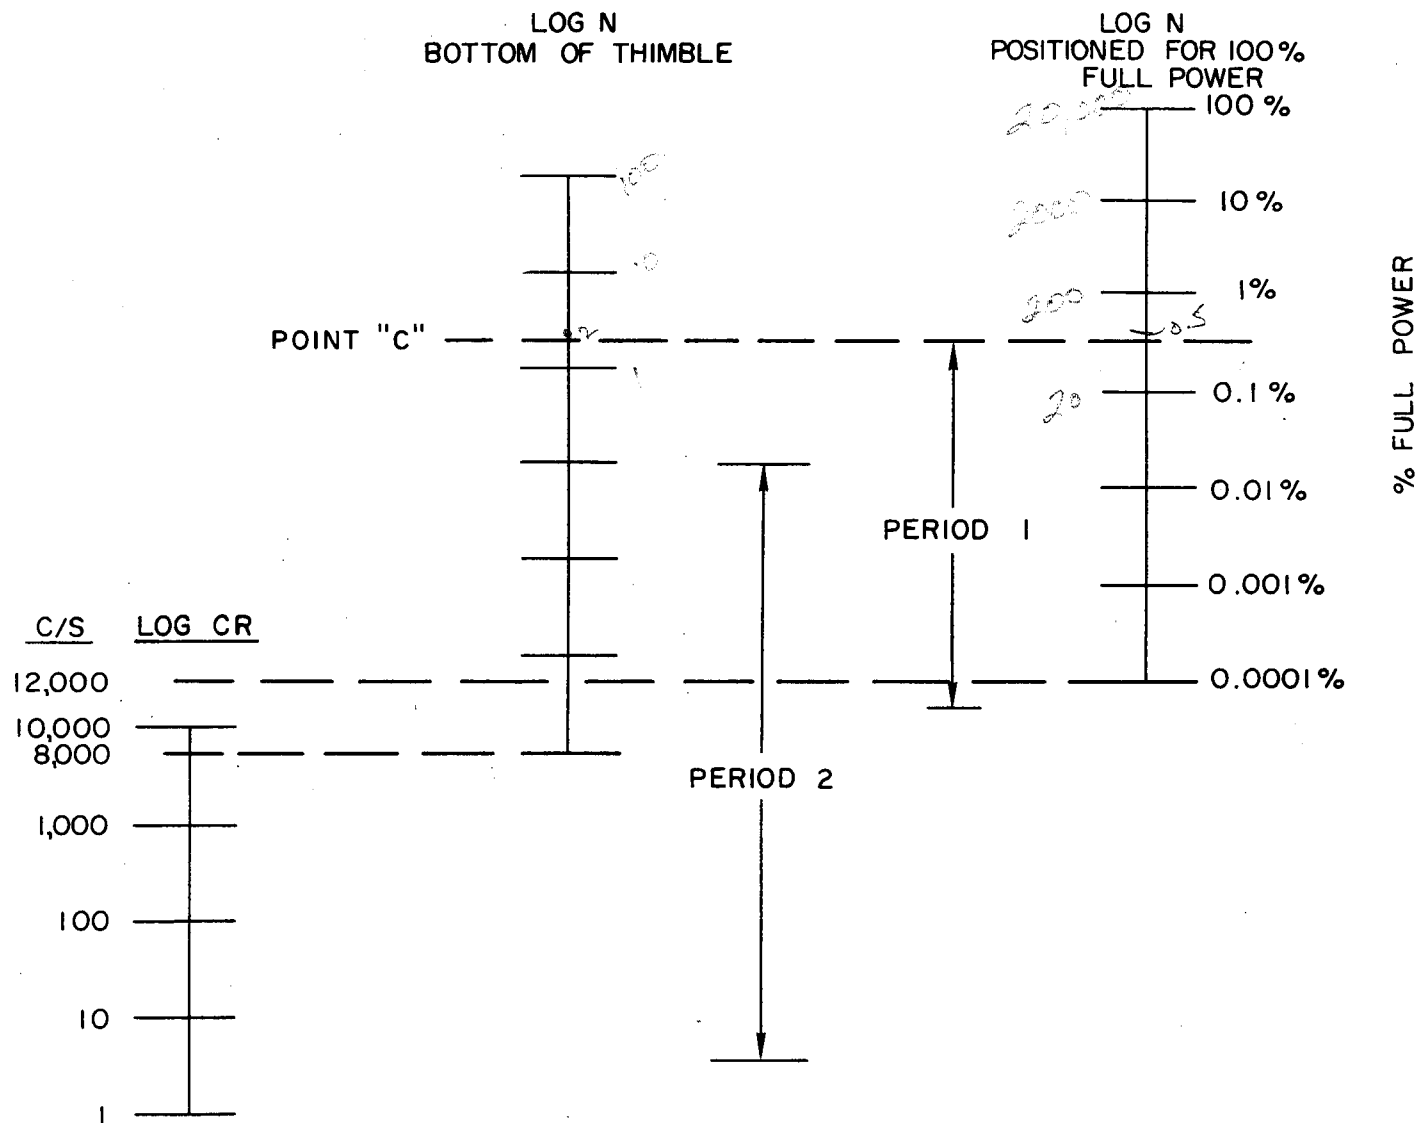 LOG N
BOTTOM OF THIMBLE
LOG N
POSITIONED FOR 100%
FULL POWER
20,000
100%
100
2000
10%
200
1%
POINT "C"
.2
0.5
20
0.1%
0.01%
% FULL POWER
PERIOD 1
0.001%
C/S LOG CR
12,000
0.0001%
10,000
8,000
PERIOD 2
1,000
100
10
1